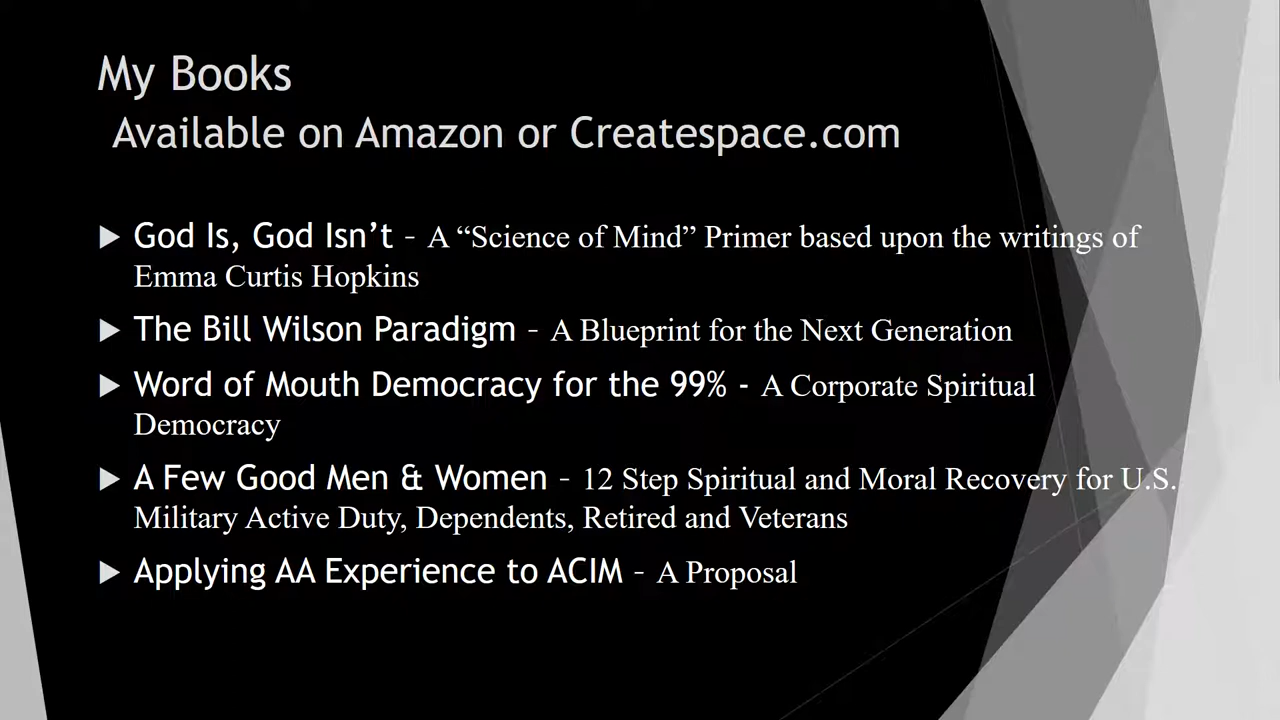 My Books
Available on Amazon or Createspace.com
God Is, God Isn’t - A “Science of Mind” Primer based upon the writings of
Emma Curtis Hopkins
The Bill Wilson Paradigm - A Blueprint for the Next Generation
Word of Mouth Democracy for the 99% - A Corporate Spiritual
Democracy
A Few Good Men & Women - 12 Step Spiritual and Moral Recovery for U.S.
Military Active Duty, Dependents, Retired and Veterans
Applying AA Experience to ACIM - A Proposal